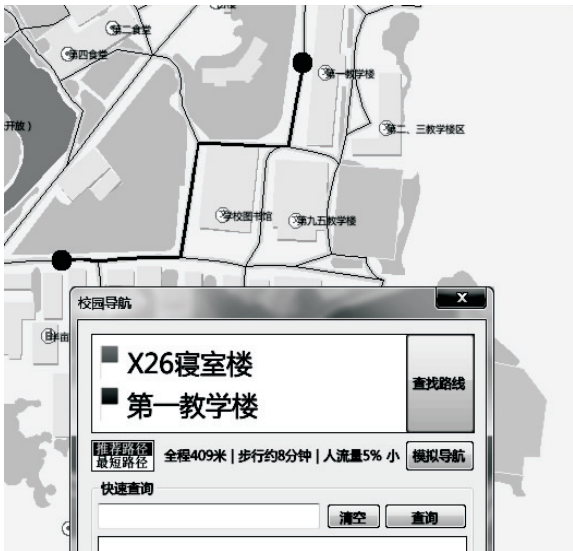 第二食堂
第四食堂
第一教学楼
开放）
第二、三教学楼区
学校图书馆
第九五教学楼
校园导航
X26寝室楼
查找路线
第一教学楼
推荐路径
最短路径
全程409米 | 步行约8分钟 | 人流量5% 小
模拟导航
快速查询
清空
查询